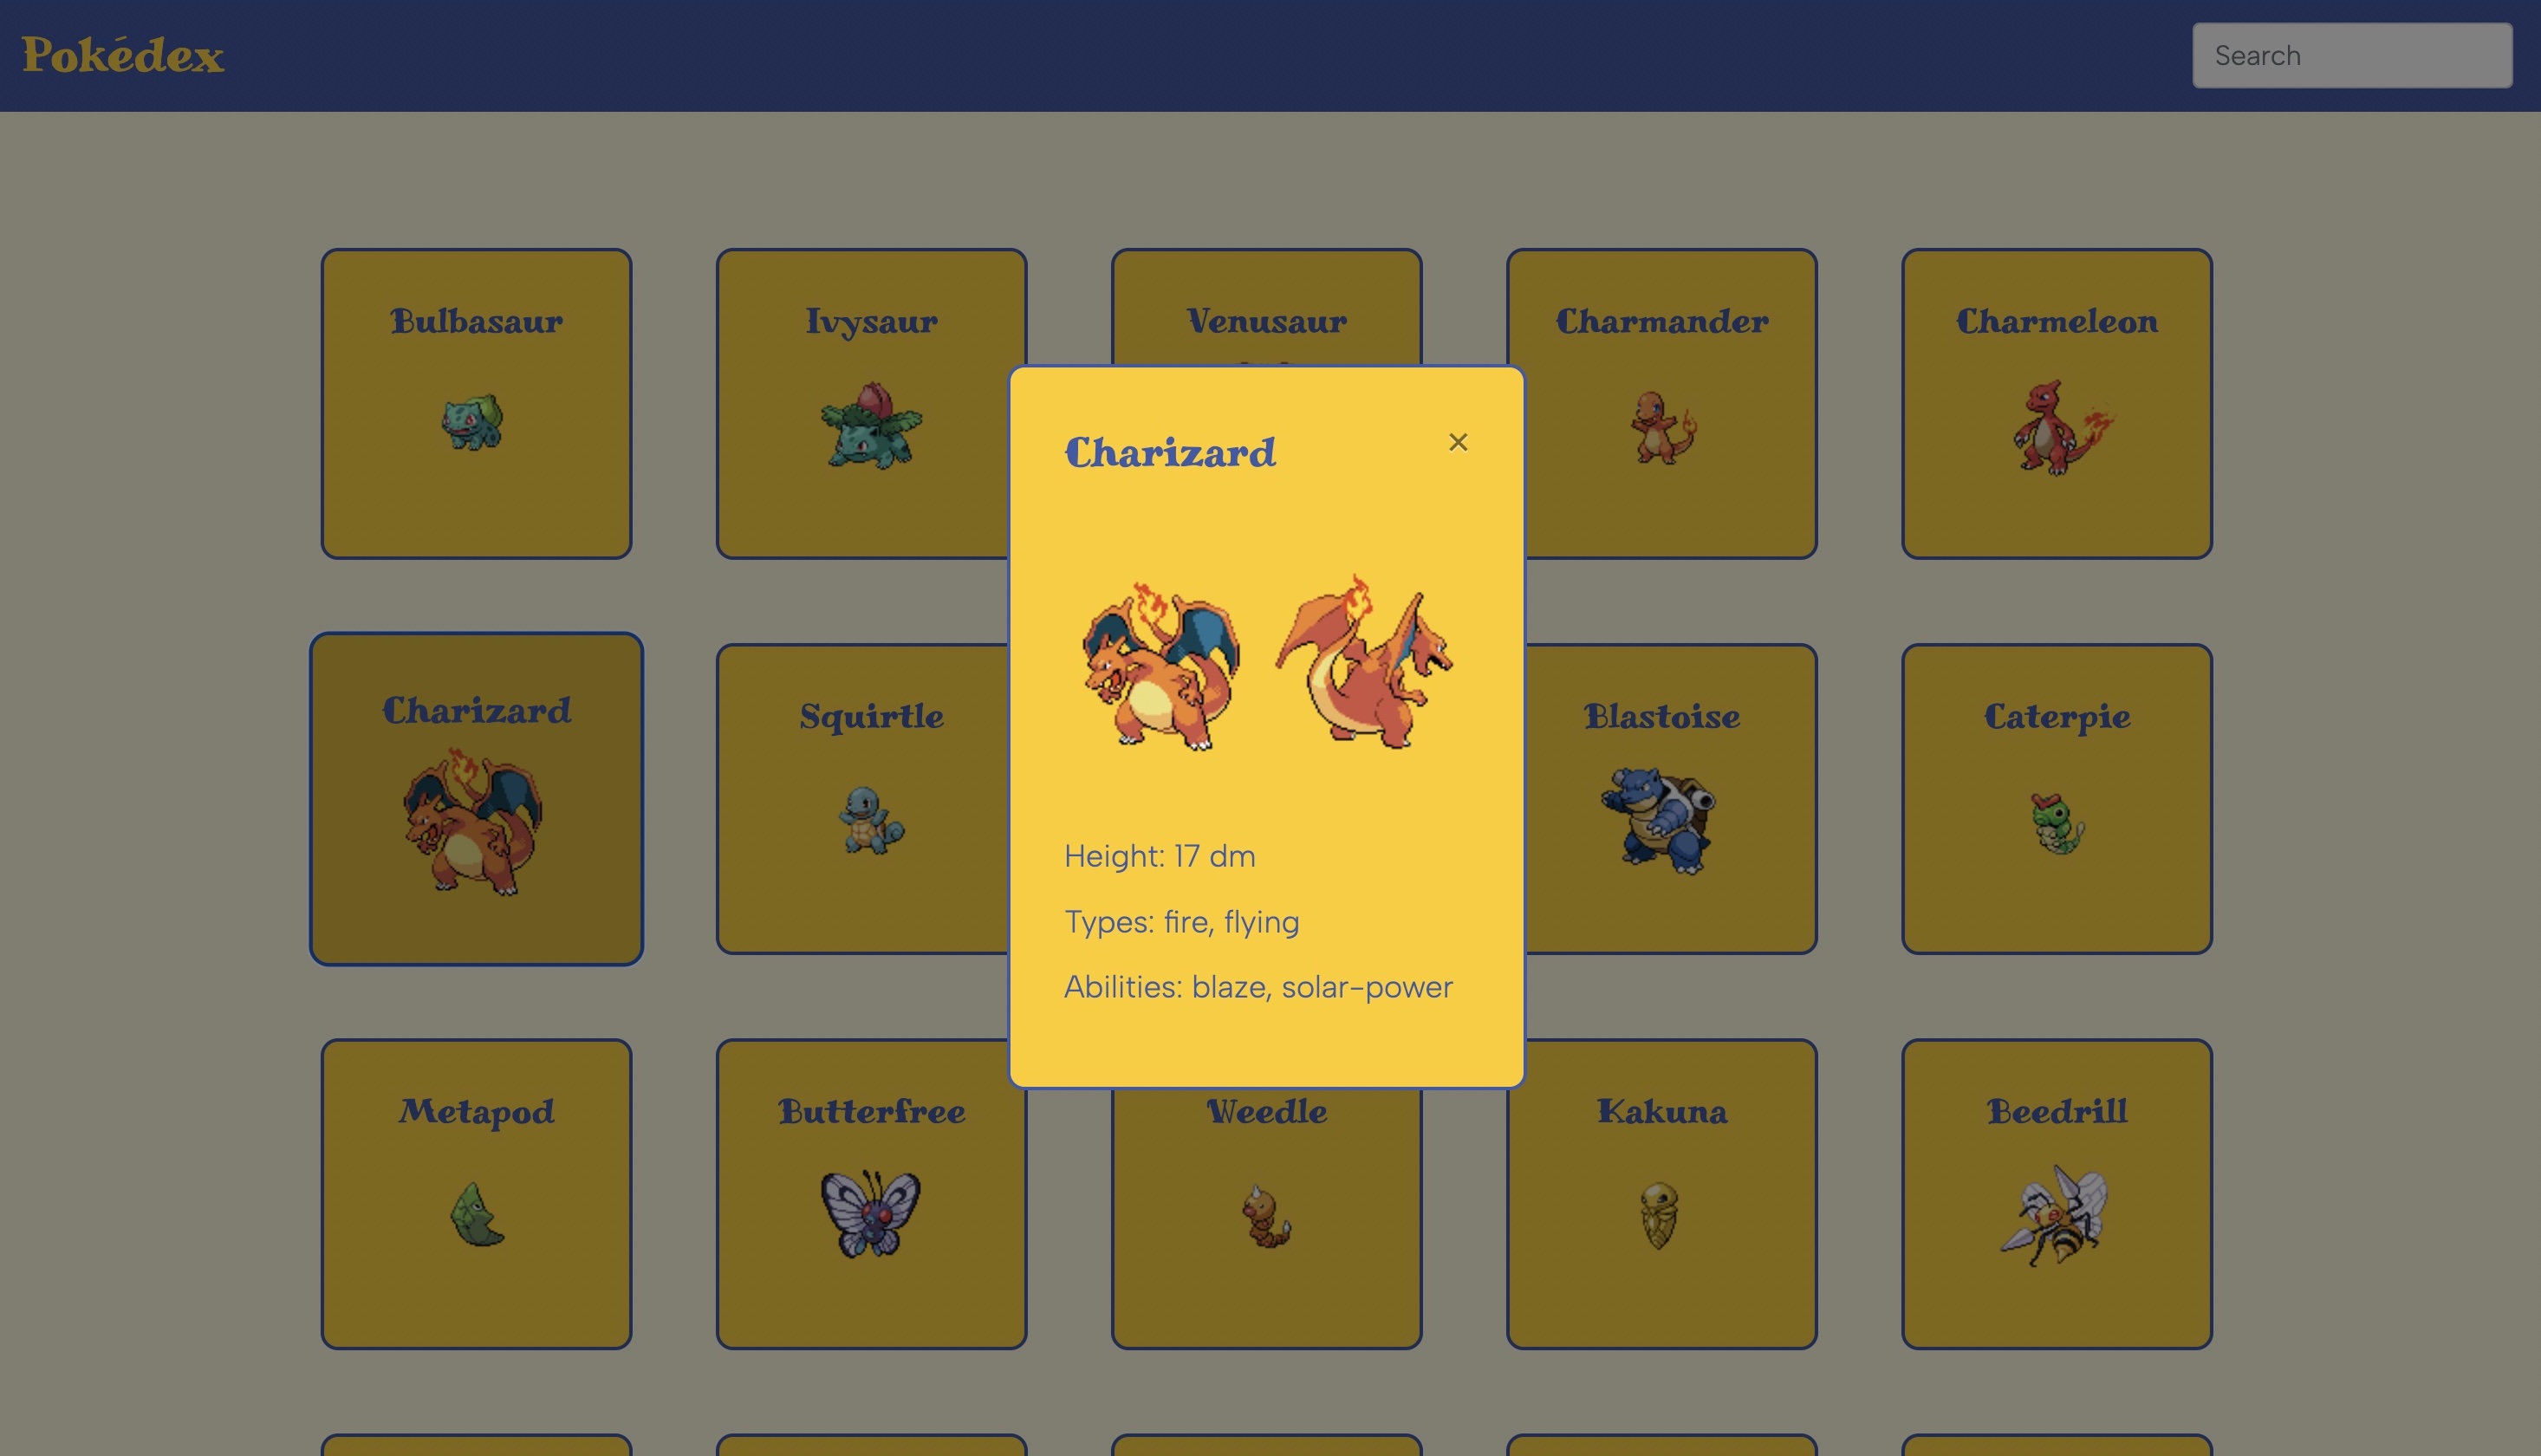 Pokédex
Search
Bulbasaur
Ivysaur
Venusaur
Charmander
Charmeleon
Charizard
×
Height: 17 dm
Types: fire, flying
Abilities: blaze, solar-power
Charizard
Squirtle
Blastoise
Caterpie
Metapod
Butterfree
Weedle
Kakuna
Beedrill